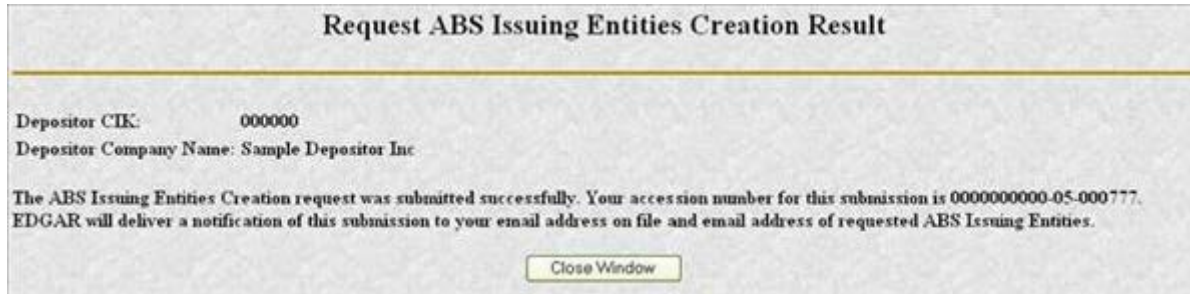 Request ABS Issuing Entities Creation Result
Depositor CIK: 000000
Depositor Company Name: Sample Depositor Inc
The ABS Issuing Entities Creation request was submitted successfully. Your accession number for this submission is 0000000000-05-000777.
EDGAR will deliver a notification of this submission to your email address on file and email address of requested ABS Issuing Entities.
Close Window